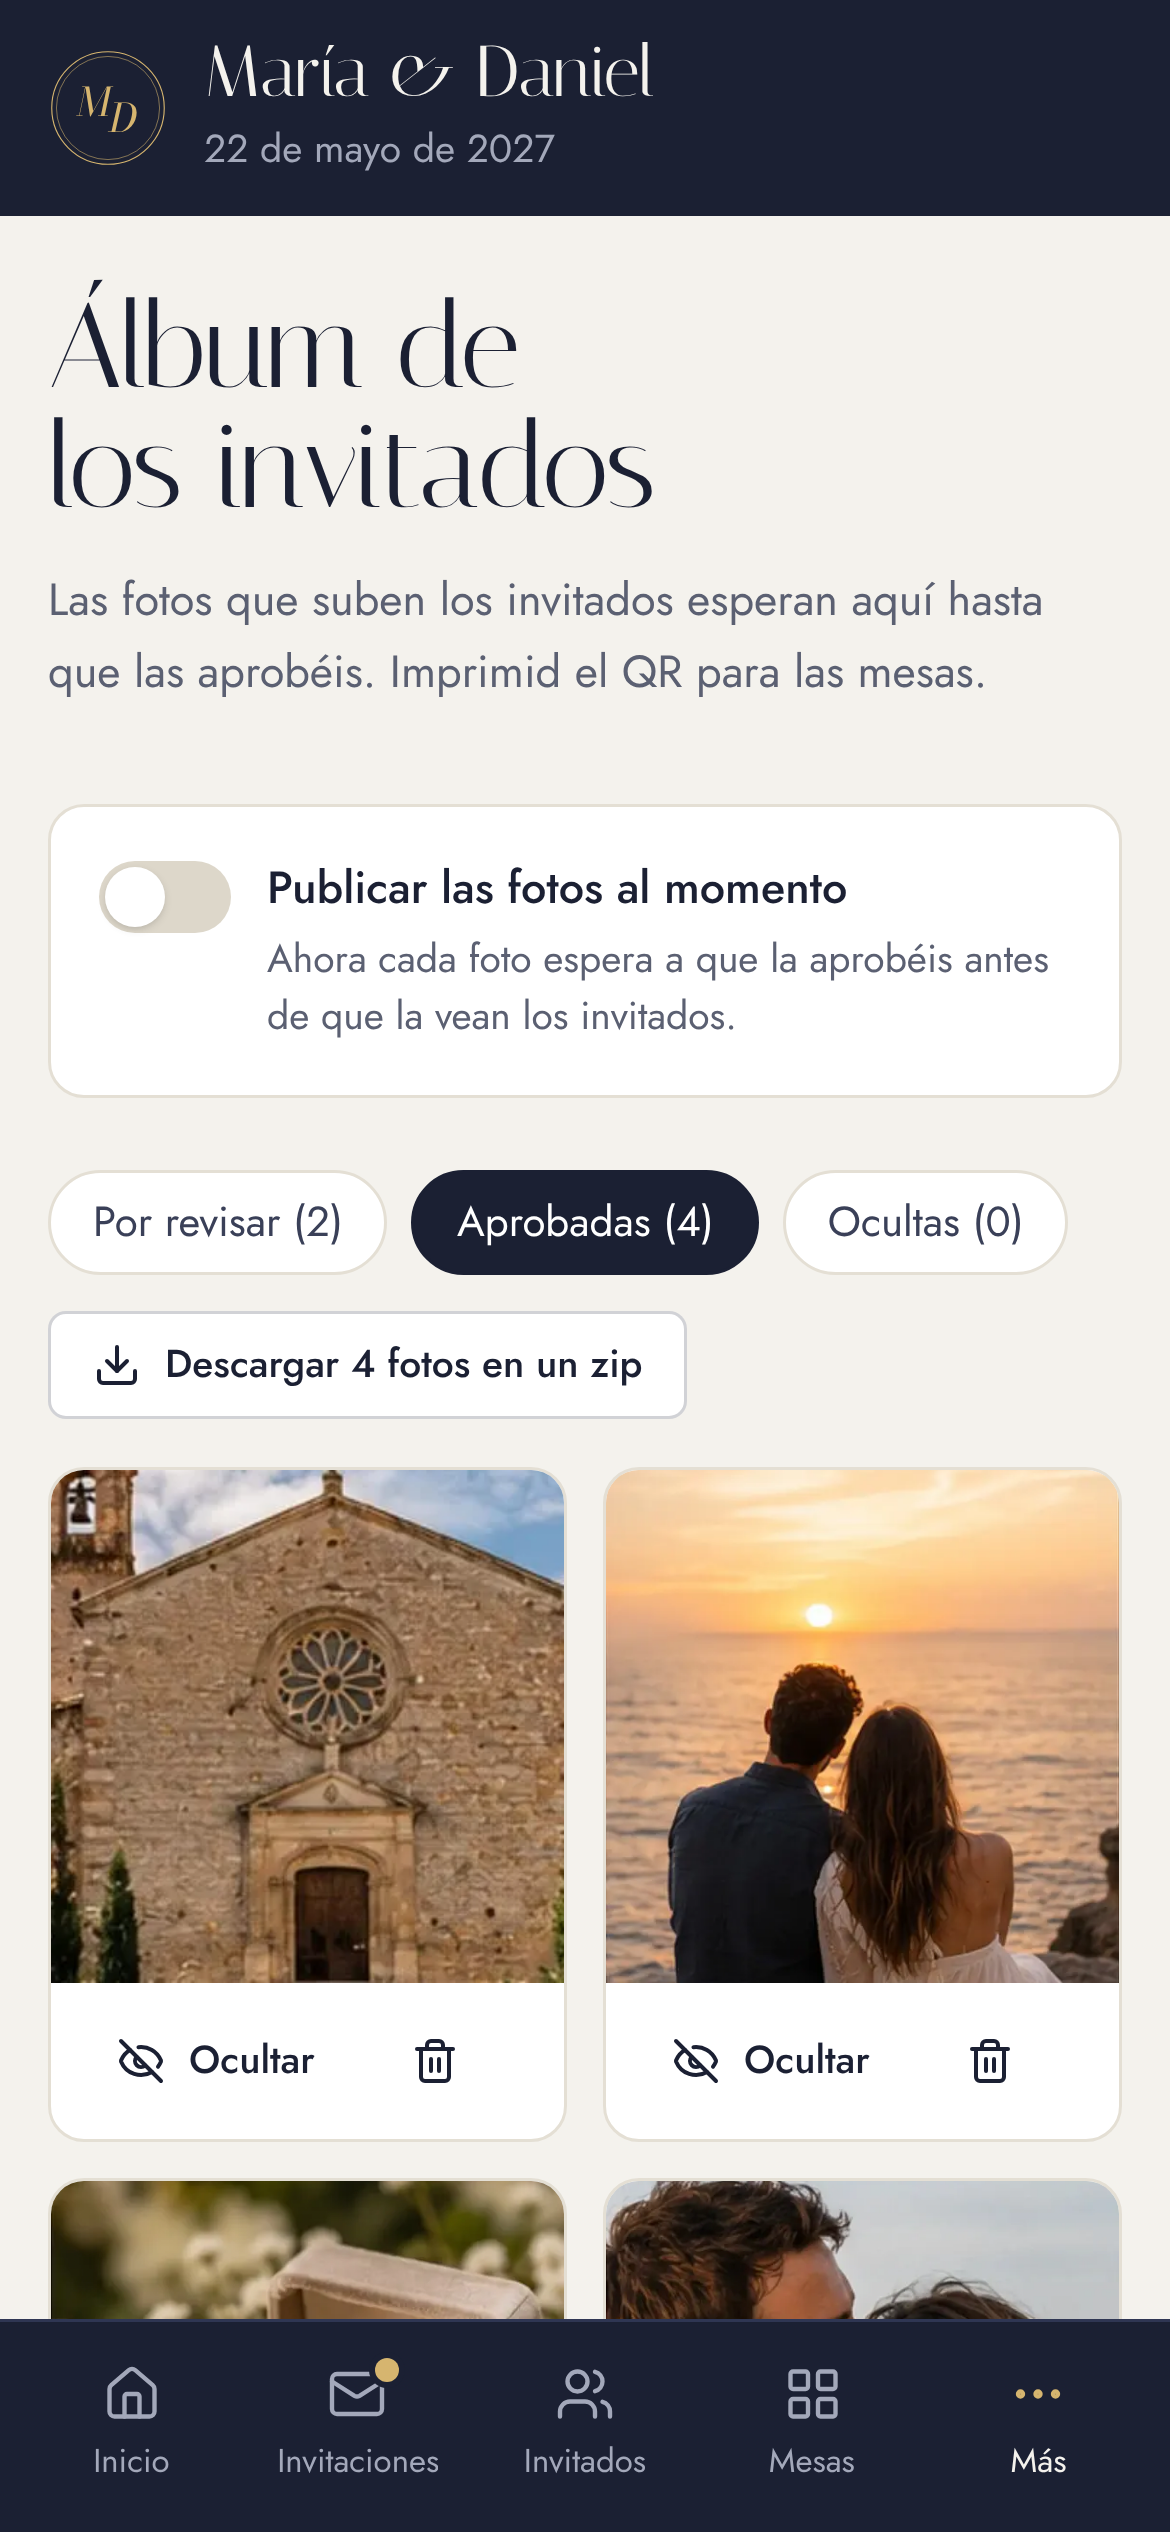 MD
María & Daniel
22 de mayo de 2027
Álbum de
los invitados
Las fotos que suben los invitados esperan aquí hasta
que las aprobéis. Imprimid el QR para las mesas.
Publicar las fotos al momento
Ahora cada foto espera a que la aprobéis antes
de que la vean los invitados.
Por revisar (2) Aprobadas (4) Ocultas (0)
Descargar 4 fotos en un zip
Ocultar Ocultar
Inicio Invitaciones Invitados Mesas Más